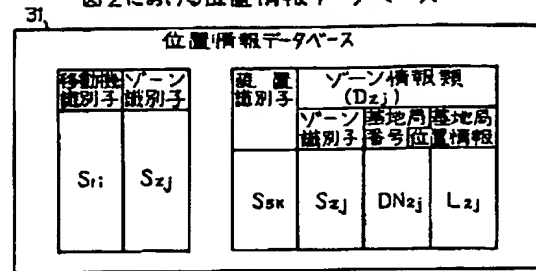 図2における位置情報データベース
31
位置情報データベース
移動機識別子 ゾーン識別子
Sti Szj
装置識別子 ゾーン情報類(Dzj)
ゾーン識別子 基地局番号 基地局位置情報
SSK Szj DNzj Lzj